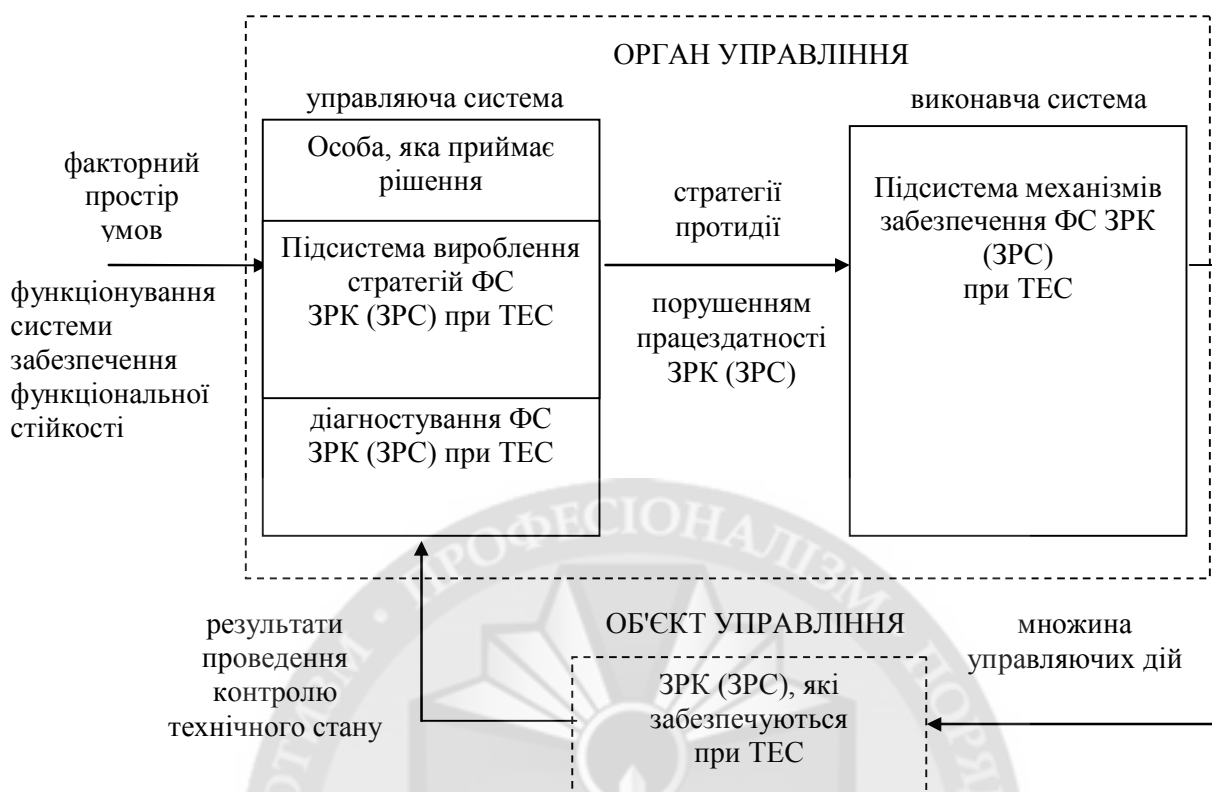 ОРГАН УПРАВЛІННЯ
управляюча система
виконавча система
факторний
простір
умов
функціонування
системи
забезпечення
функціональної
стійкості
Особа, яка приймає
рішення
Підсистема вироблення
стратегій ФС
ЗРК (ЗРС) при ТЕС
діагностування ФС
ЗРК (ЗРС) при ТЕС
стратегії
протидії
порушенням
працездатності
ЗРК (ЗРС)
Підсистема механізмів
забезпечення ФС ЗРК
(ЗРС)
при ТЕС
результати
проведення
контролю
технічного стану
ОБ'ЄКТ УПРАВЛІННЯ
ЗРК (ЗРС), які
забезпечуються
при ТЕС
множина
управляючих дій
ПРОФЕСІОНАЛІЗМ